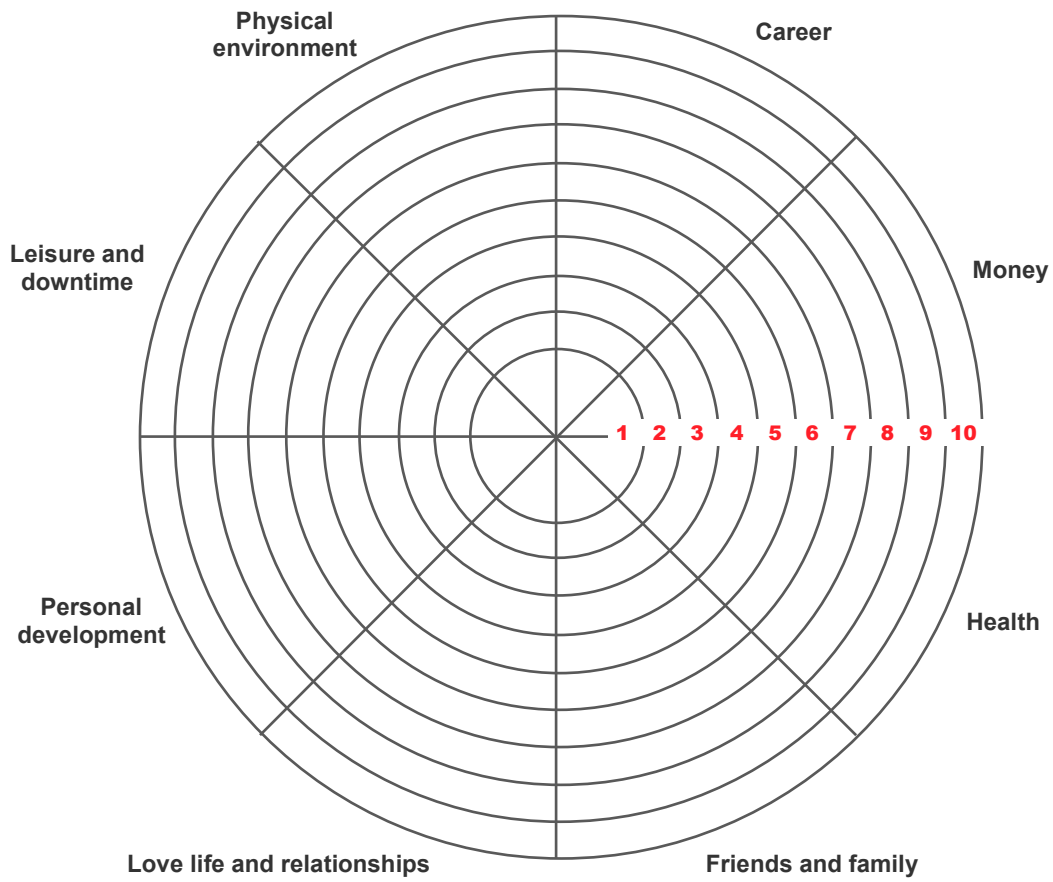 Physical
environment
Career
Leisure and
downtime
Money
1 2 3 4 5 6 7 8 9 10
Personal
development
Health
Love life and relationships
Friends and family